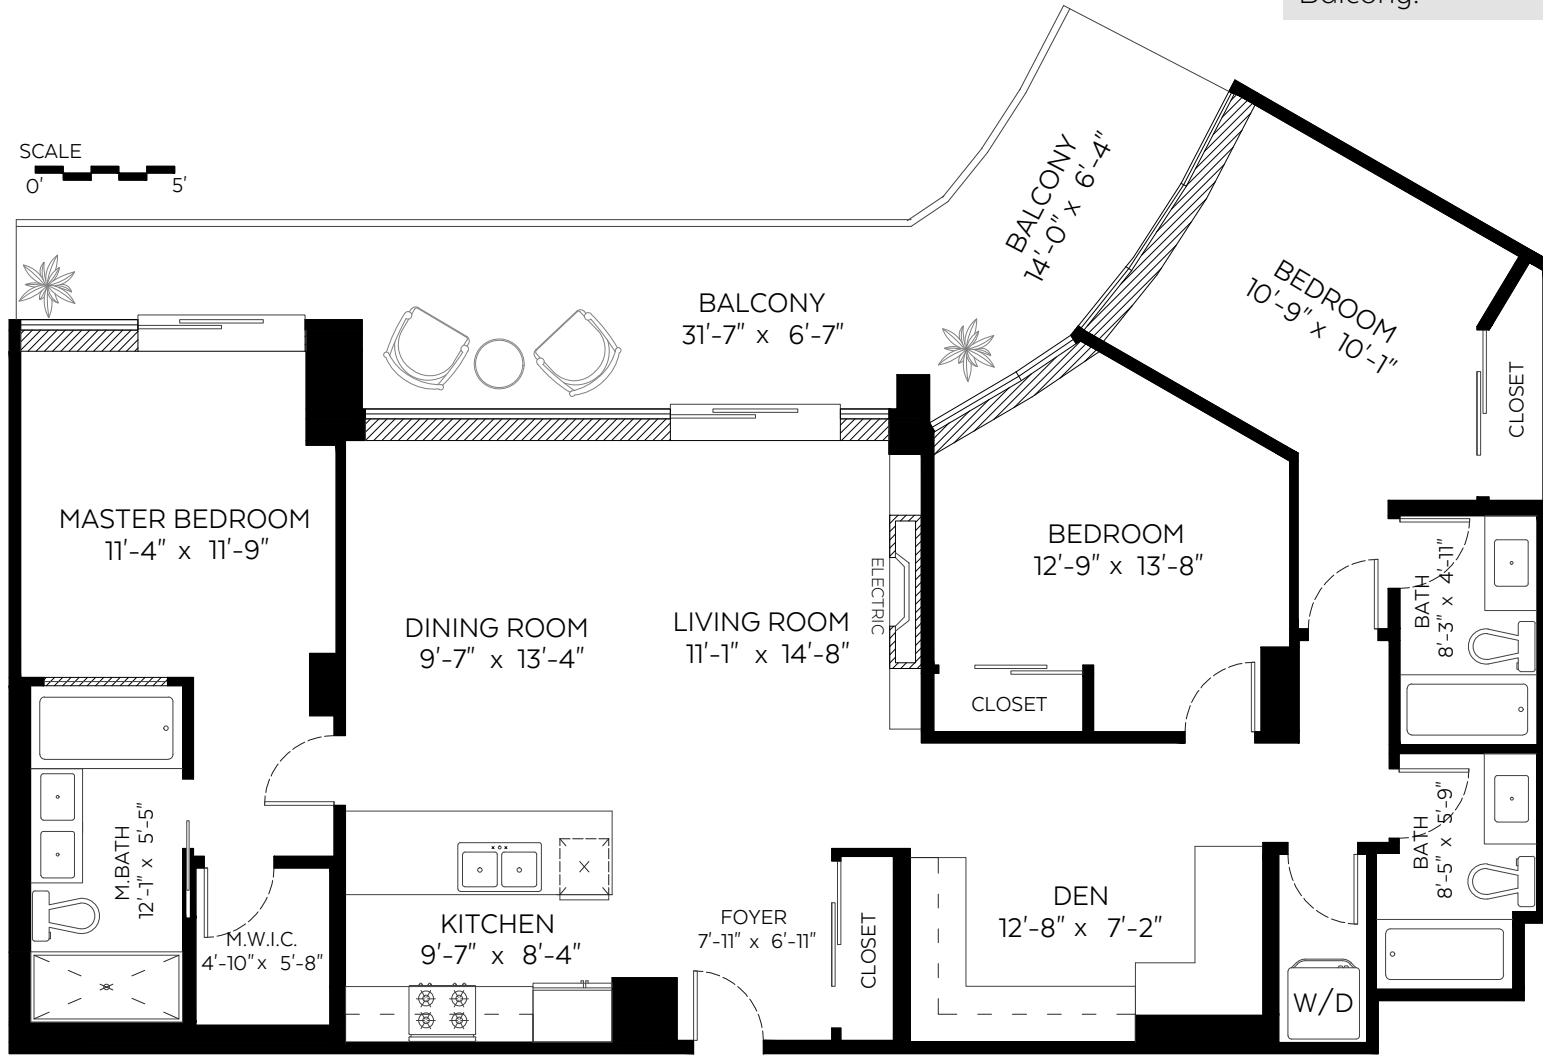 Balcony:
SCALE
0' 5'
BALCONY
14'-0" x 6'-4"
BALCONY
31'-7" x 6'-7"
BEDROOM
10'-9" x 10'-1"
CLOSET
MASTER BEDROOM
11'-4" x 11'-9"
DINING ROOM
9'-7" x 13'-4"
LIVING ROOM
11'-1" x 14'-8"
ELECTRIC
BEDROOM
12'-9" x 13'-8"
CLOSET
BATH
8'-3" x 4'-11"
M.BATH
12'-1" x 5'-5"
M.W.I.C.
4'-10" x 5'-8"
KITCHEN
9'-7" x 8'-4"
FOYER
7'-11" x 6'-11"
CLOSET
DEN
12'-8" x 7'-2"
BATH
8'-5" x 5'-9"
W/D